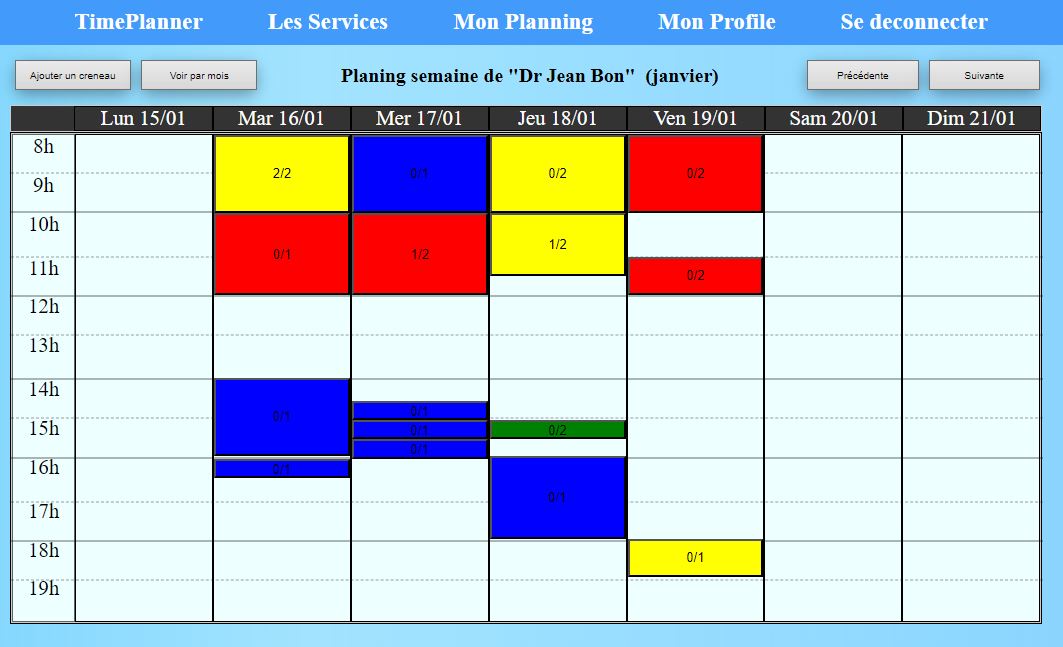 TimePlanner Les Services Mon Planning Mon Profile Se deconnecter
Ajouter un creneau Voir par mois Planing semaine de "Dr Jean Bon" (janvier) Précédente Suivante
Lun 15/01 Mar 16/01 Mer 17/01 Jeu 18/01 Ven 19/01 Sam 20/01 Dim 21/01
8h
2/2 0/1 0/2 0/2
9h
10h
1/2
0/1 1/2
11h
0/2
12h
13h
14h
0/1
0/1
15h
0/1 0/2
0/1
16h
0/1
0/1
17h
18h
0/1
19h